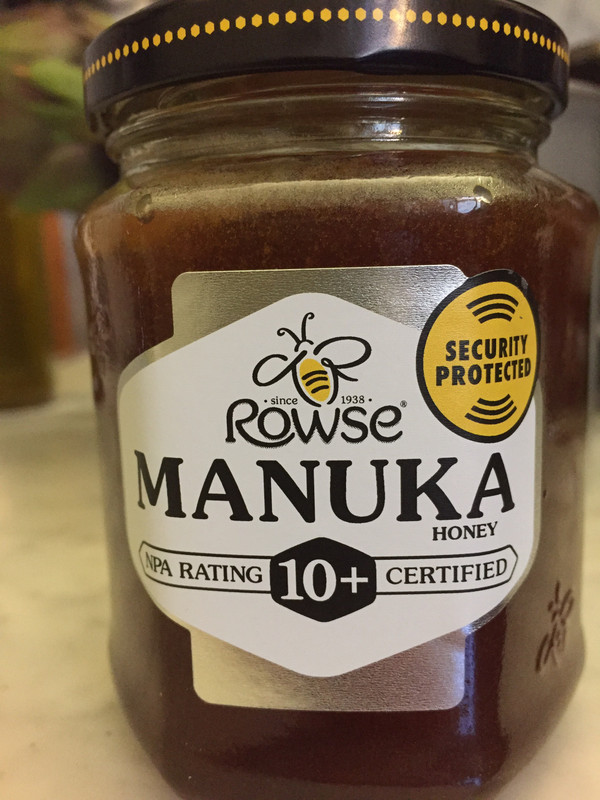 SECURITY
PROTECTED
since 1938
Rowse®
MANUKA
HONEY
NPA RATING 10+ CERTIFIED